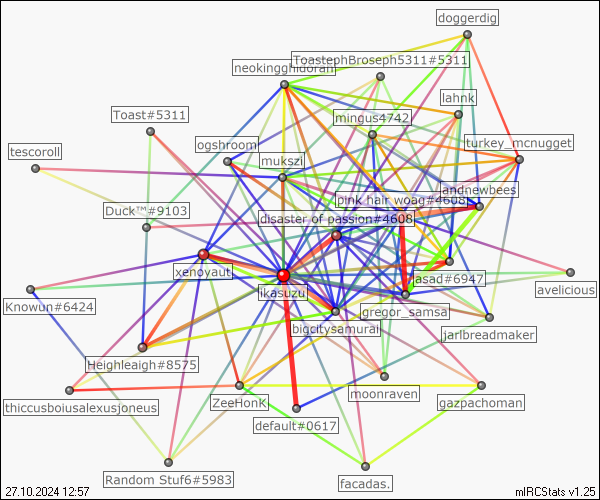 doggerdig
ToastephBroseph5311#5311
neokingghidorah
lahnk
Toast#5311
mingus4742
ogshroom
turkey_mcnugget
tescoroll
mukszi
landnewbees
pink hair woag#4608
Duck™#9103
disaster of passion#4608
xenoyaut
asad#6947
ikasuzu
avelicious
Knowun#6424
gregor_samsa
bigcitysamurai
jarlbreadmaker
Heighleigh#8575
moonraven
thiccusboiusalexusjoneus
ZeeHonK
gazpachoman
default#0617
Random Stuf6#5983
facadas.
27.10.2024 12:57
mIRCStats v1.25